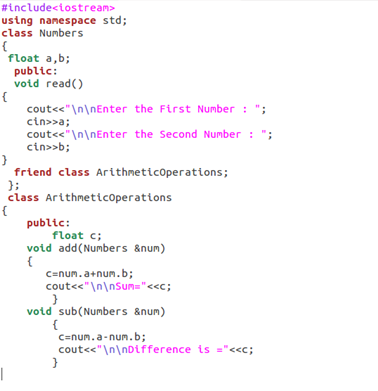 #include<iostream>
using namespace std;
class Numbers
{
 float a,b;
  public:
  void read()
{
    cout<<"\n\nEnter the First Number : ";
    cin>>a;
    cout<<"\n\nEnter the Second Number : ";
    cin>>b;
}
  friend class ArithmeticOperations;
 };
 class ArithmeticOperations
{
    public:
        float c;
    void add(Numbers &num)
    {
       c=num.a+num.b;
       cout<<"\n\nSum="<<c;
        }
    void sub(Numbers &num)
        {
         c=num.a-num.b;
         cout<<"\n\nDifference is ="<<c;
        }